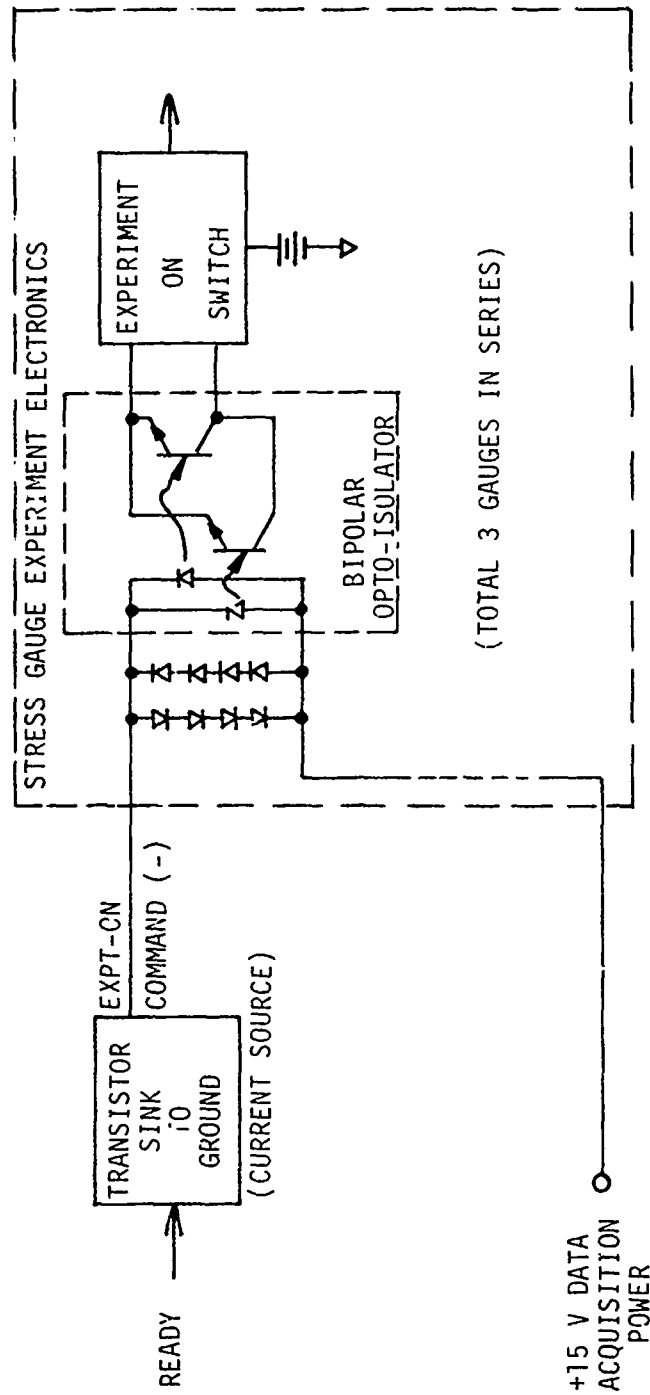 STRESS GAUGE EXPERIMENT ELECTRONICS
READY
TRANSISTOR
SINK
TO
GROUND
(CURRENT SOURCE)
EXPT-CN
COMMAND (-)
BIPOLAR
OPTO-ISOLATOR
EXPERIMENT
ON
SWITCH
(TOTAL 3 GAUGES IN SERIES)
+15 V DATA
ACQUISITION
POWER